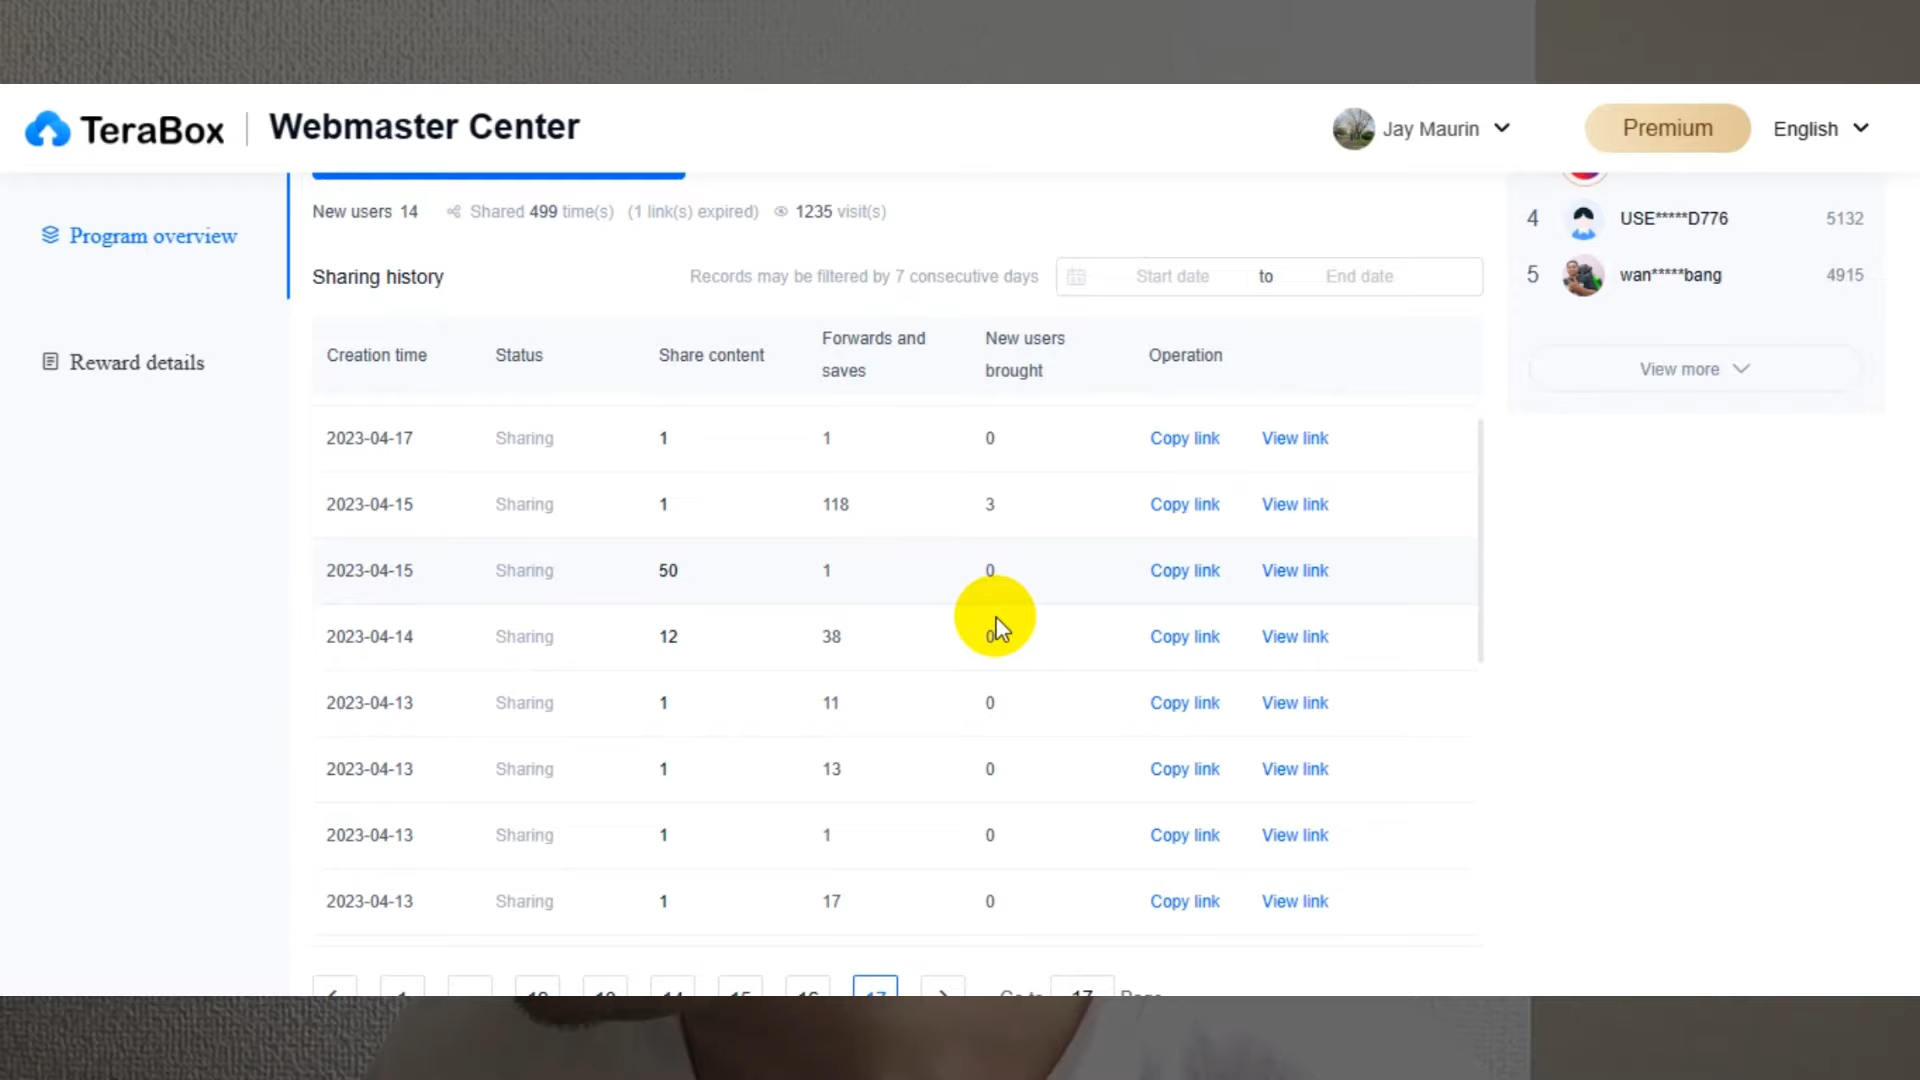 TeraBox | Webmaster Center
Jay Maurin
Premium
English
Program overview
Reward details
New users 14 Shared 499 time(s) (1 link(s) expired) 1235 visit(s)
Sharing history
Records may be filtered by 7 consecutive days
Start date to End date
Creation time Status Share content Forwards and saves New users brought Operation
2023-04-17 Sharing 1 1 0 Copy link View link
2023-04-15 Sharing 1 118 3 Copy link View link
2023-04-15 Sharing 50 1 0 Copy link View link
2023-04-14 Sharing 12 38 0 Copy link View link
2023-04-13 Sharing 1 11 0 Copy link View link
2023-04-13 Sharing 1 13 0 Copy link View link
2023-04-13 Sharing 1 1 0 Copy link View link
2023-04-13 Sharing 1 17 0 Copy link View link
17 17
4 USE*****D776 5132
5 wan*****bang 4915
View more